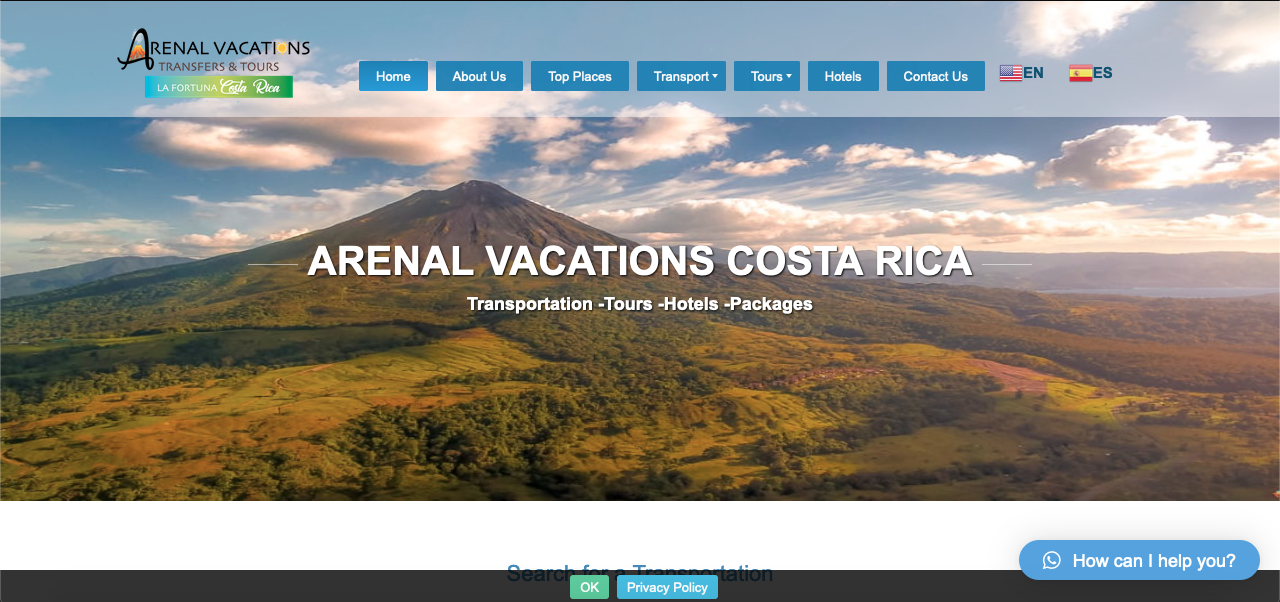 ARENAL VACATIONS
TRANSFERS & TOURS
LA FORTUNA Costa Rica
Home
About Us
Top Places
Transport
Tours
Hotels
Contact Us
EN
ES
ARENAL VACATIONS COSTA RICA
Transportation -Tours -Hotels -Packages
Search for a Transportation
How can I help you?
OK
Privacy Policy